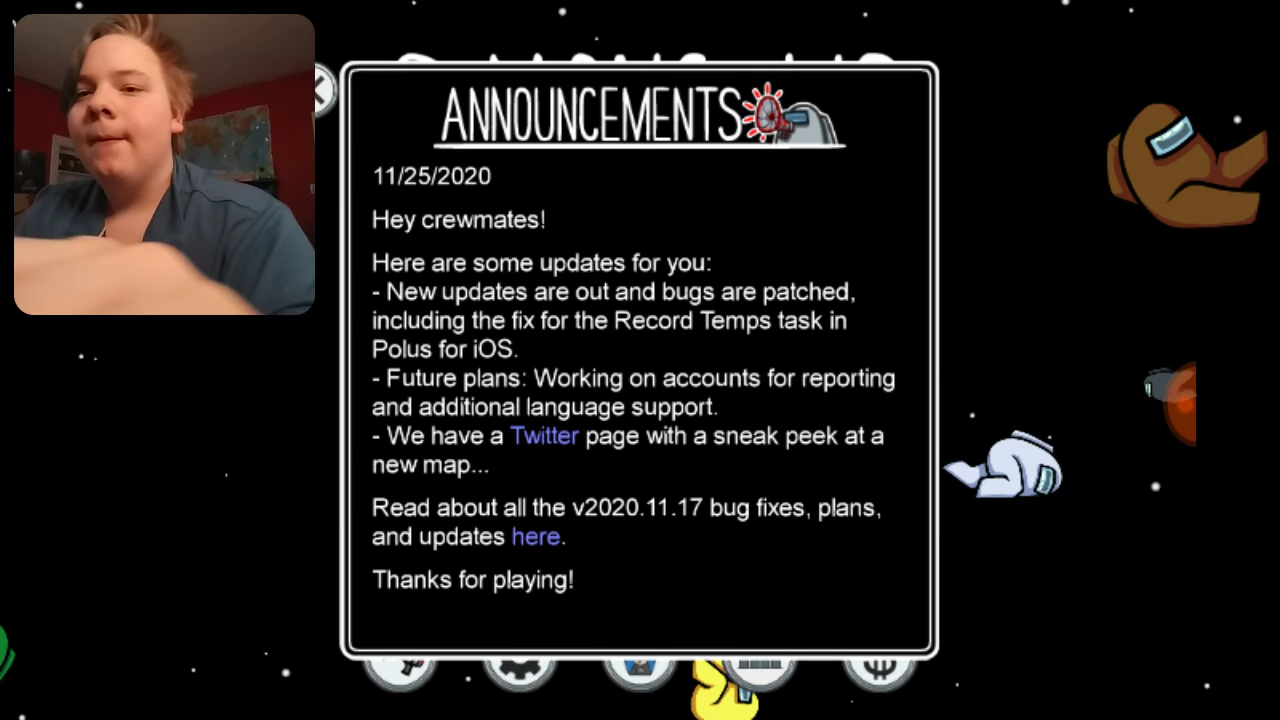 ANNOUNCEMENTS
11/25/2020
Hey crewmates!
Here are some updates for you:
- New updates are out and bugs are patched,
including the fix for the Record Temps task in
Polus for iOS.
- Future plans: Working on accounts for reporting
and additional language support.
- We have a Twitter page with a sneak peek at a
new map...
Read about all the v2020.11.17 bug fixes, plans,
and updates here.
Thanks for playing!